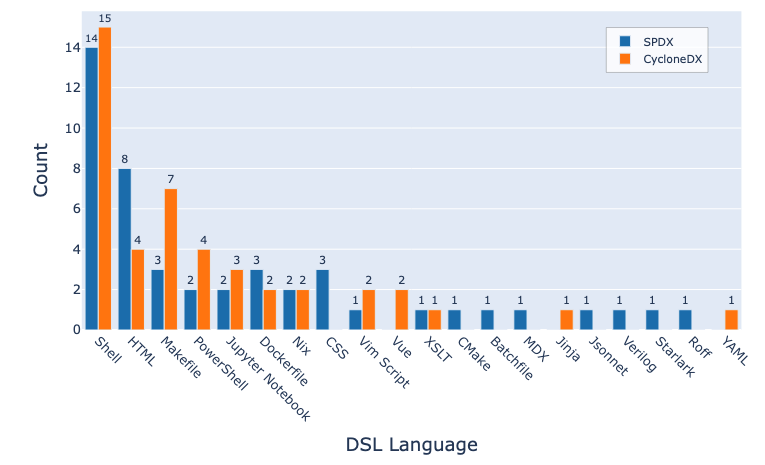 15
14
14
SPDX
CycloneDX
12
10
8
8
7
6
Count
4
4
4
3
3
3
3
2
2
2
2
2
2
2
2
1
1
1
1
1
1
1
1
1
1
1
1
1
0
Shell
HTML
Makefile
PowerShell
Jupyter Notebook
Dockerfile
Nix
CSS
Vim Script
Vue
XSLT
CMake
Batchfile
MDX
Jinja
Jsonnet
Verilog
Starlark
Roff
YAML
DSL Language